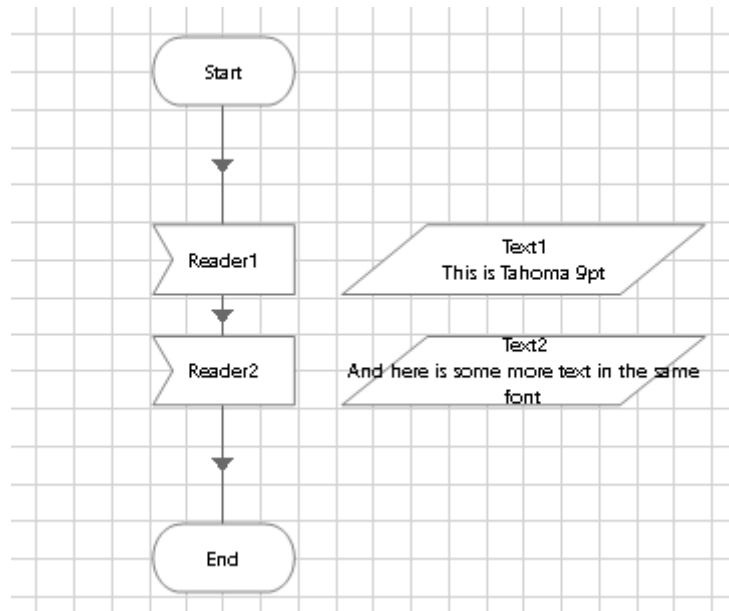 Start
Reader1
Text1
This is Tahoma 9pt
Reader2
Text2
And here is some more text in the same
font
End